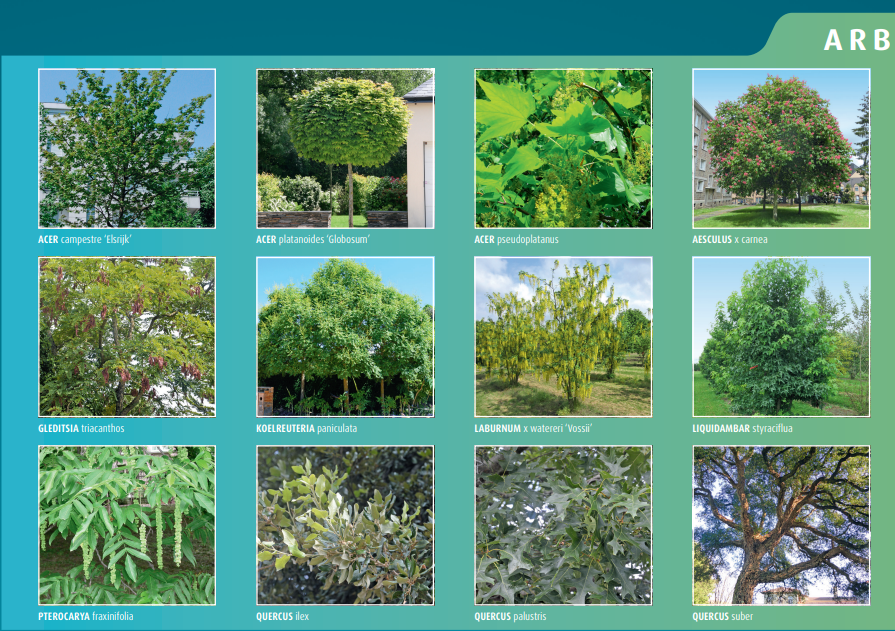 ARB
ACER campestre 'Elsrijk'
ACER platanoides 'Globosum'
ACER pseudoplatanus
AESCULUS x carnea
GLEDITSIA triacanthos
KOELREUTERIA paniculata
LABURNUM x watereri 'Vossii'
LIQUIDAMBAR styraciflua
PTEROCARYA fraxinifolia
QUERCUS ilex
QUERCUS palustris
QUERCUS suber